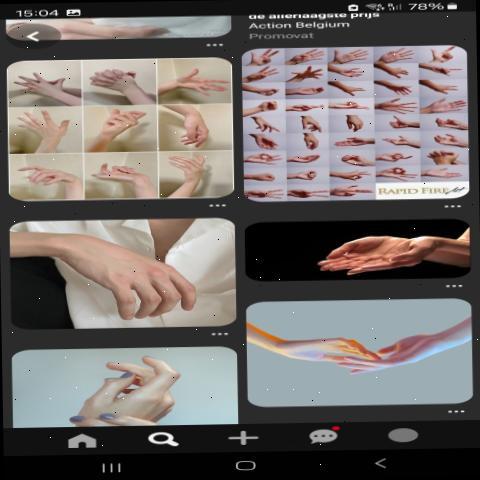 15:04 78%
de allerlaagste prijs
Action Belgium
Promovat
RAPID FIRE